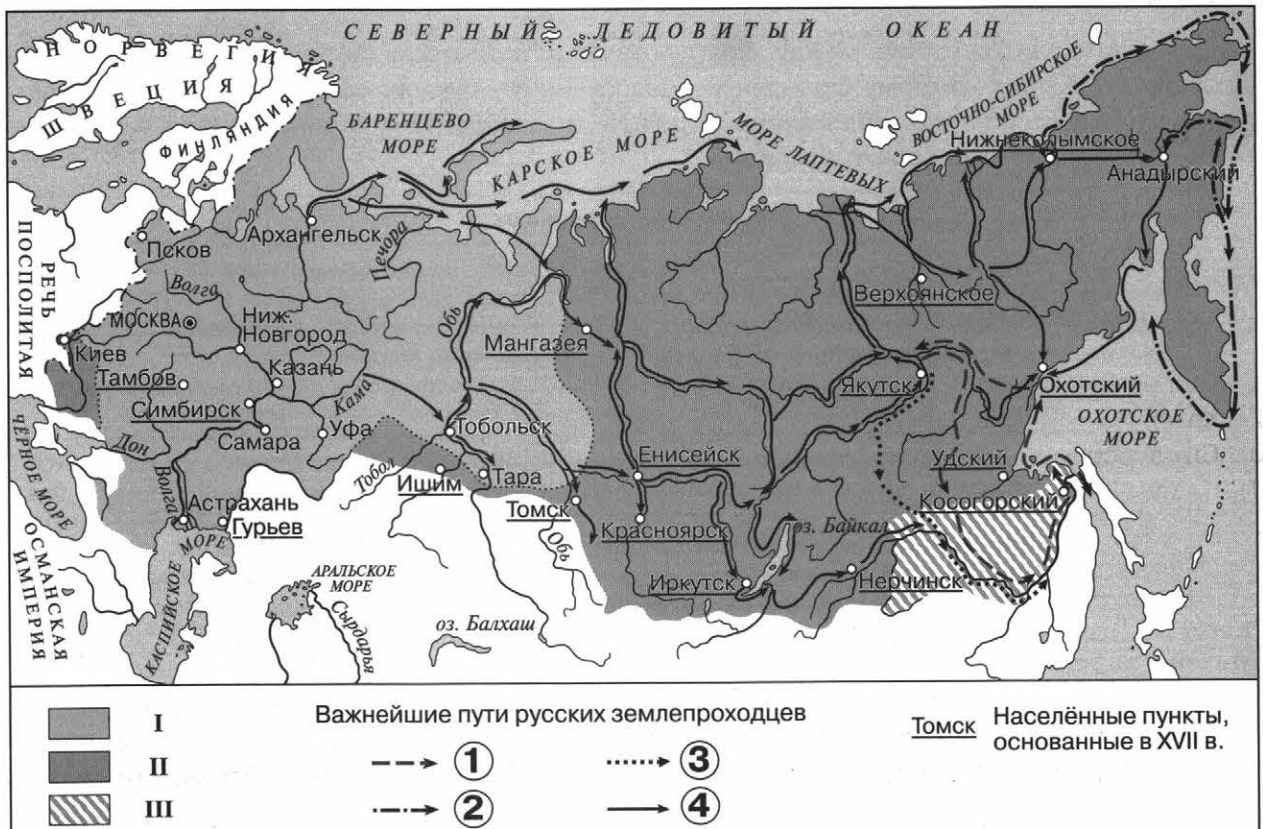 СЕВЕРНЫЙ ЛЕДОВИТЫЙ ОКЕАН
НОРВЕГИЯ
ШВЕЦИЯ
ФИНЛЯНДИЯ
БАРЕНЦЕВО
МОРЕ
КАРСКОЕ МОРЕ
МОРЕ ЛАПТЕВЫХ
ВОСТОЧНО-СИБИРСКОЕ
МОРЕ
Нижнеколымское
Анадырский
РЕЧЬ
ПОСПОЛИТАЯ
Псков
Архангельск
Печора
Верхоянское
Волга
МОСКВА
НИЖ.
НОВГОРОД
Обь
Мангазея
Киев
Казань
Тамбов
Кама
Якутск
Охотский
Симбирск
ОХОТСКОЕ
МОРЕ
Самара
Уфа
Тобольск
Дон
Волга
Тобол
Ишим
Тара
Енисейск
Удский
ЧЁРНОЕ МОРЕ
Астрахань
Гурьев
Томск
Обь
Красноярск
оз. Байкал
Косогорский
ОСМАНСКАЯ
ИМПЕРИЯ
КАСПИЙСКОЕ
МОРЕ
АРАЛЬСКОЕ
МОРЕ
Сырдарья
оз. Балхаш
Иркутск
Нерчинск
I
II
III
Важнейшие пути русских землепроходцев
1
2
3
4
Томск
Населённые пункты,
основанные в XVII в.